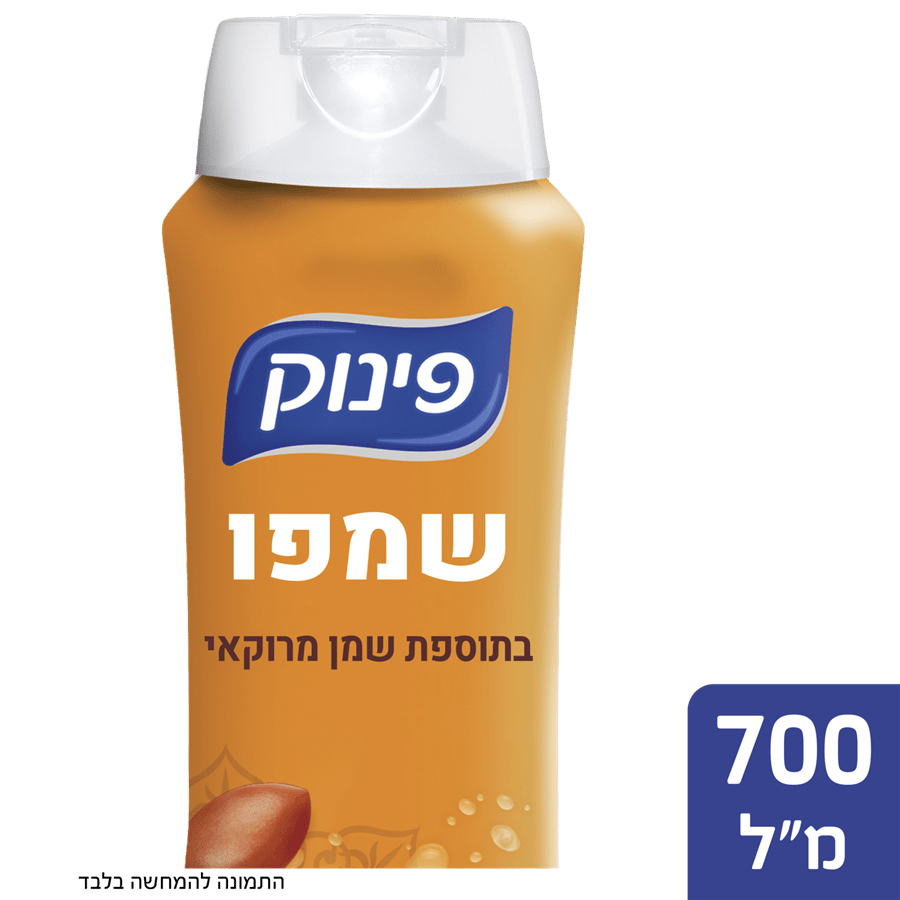 פינוק
שמפו
בתוספת שמן מרוקאי
700
מ"ל
התמונה להמחשה בלבד